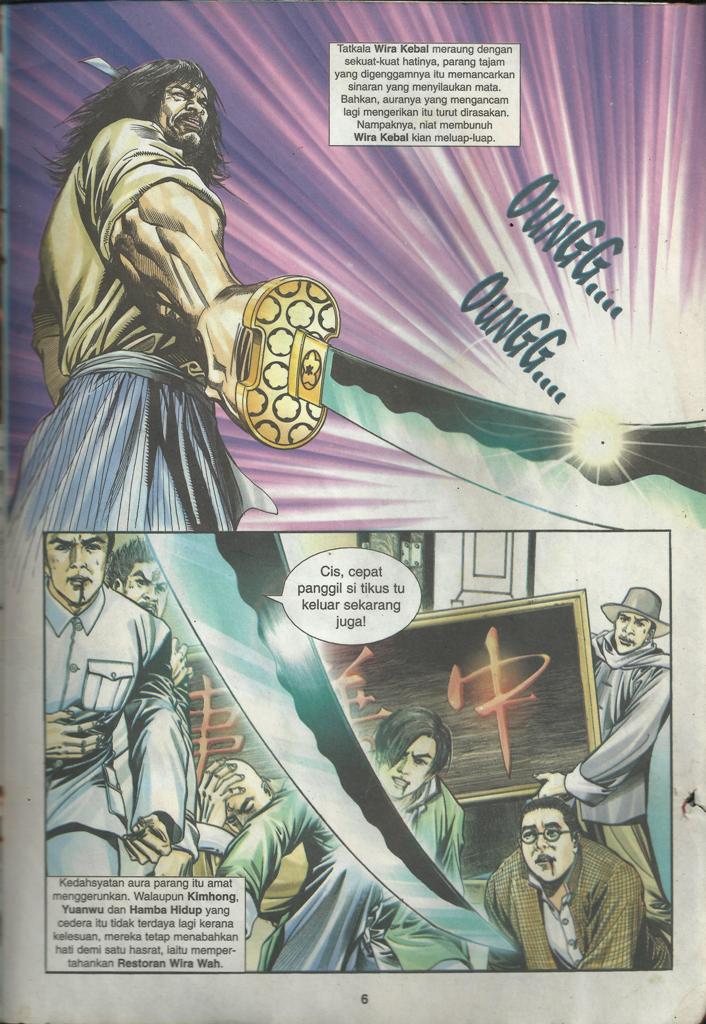 Tatkala Wira Kebal meraung dengan
sekuat-kuat hatinya, parang tajam
yang digenggamnya itu memancarkan
sinaran yang menyilaukan mata.
Bahkan, auranya yang mengancam
lagi mengerikan itu turut dirasakan.
Nampaknya, niat membunuh
Wira Kebal kian meluap-luap.
OUNGG....
OUNGG....
Cis, cepat
panggil si tikus tu
keluar sekarang
juga!
中
Kedahsyatan aura parang itu amat
menggerunkan. Walaupun Kimhong,
Yuanwu dan Hamba Hidup yang
cedera itu tidak terdaya lagi kerana
kelesuan, mereka tetap menabahkan
hati demi satu hasrat, iaitu memper-
tahankan Restoran Wira Wah.
6